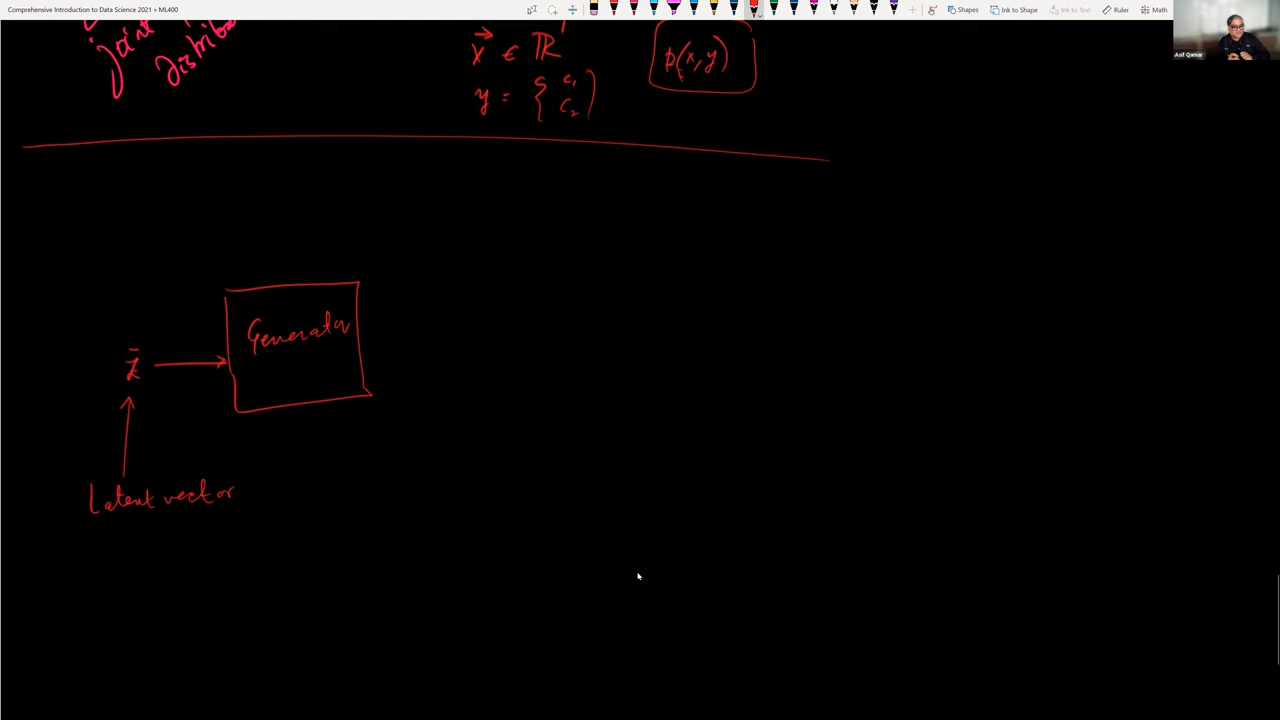 Comprehensive Introduction to Data Science 2021 » ML400
Shapes
Ink to Shape
Ink to Text
Ruler
Math
Asif Qamar
joint
x ∈ ℝ
P(x, y)
y = { C₁
C₂ }
Generator
z
Latent vector